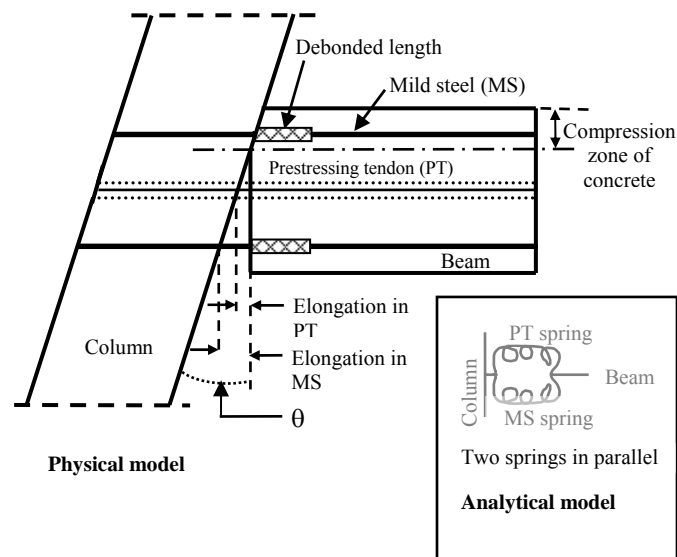 Debonded length
Mild steel (MS)
Compression
zone of
concrete
Prestressing tendon (PT)
Beam
Elongation in
PT
Column
Elongation in
MS
θ
Physical model
PT spring
Column
Beam
MS spring
Two springs in parallel
Analytical model